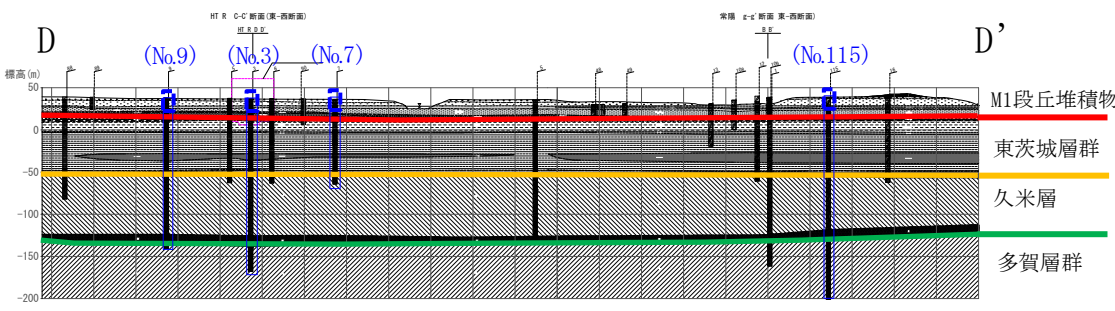 HTR C-C'断面(東-西断面)
常陽 g-g'断面 東-西断面)
HTR D D'
B B'
D
(No.9)
(No.3)
(No.7)
(No.115)
D’
標高(m)
50
0
-50
-100
-150
-200
M1段丘堆積物
東茨城層群
久米層
多賀層群